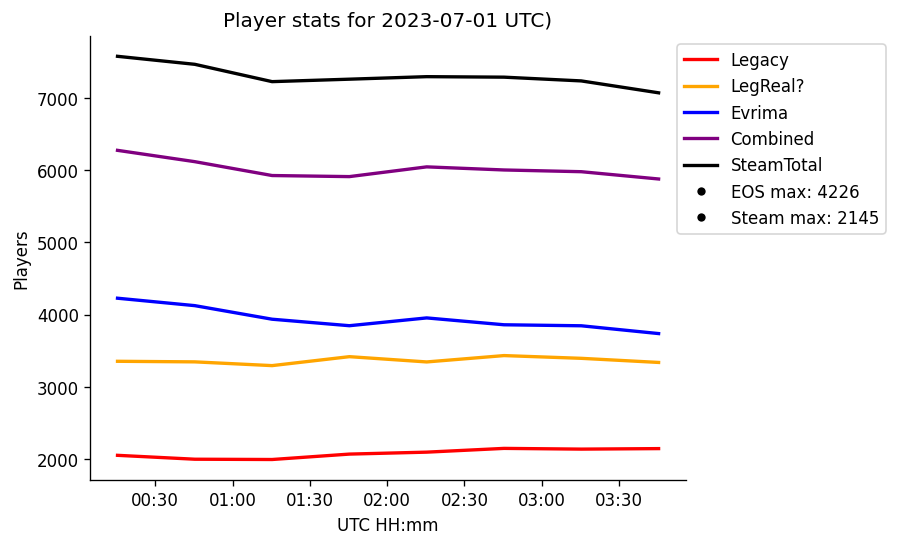 Player stats for 2023-07-01 UTC)
Legacy
LegReal?
Evrima
Combined
SteamTotal
EOS max: 4226
Steam max: 2145
Players
7000
6000
5000
4000
3000
2000
00:30 01:00 01:30 02:00 02:30 03:00 03:30
UTC HH:mm